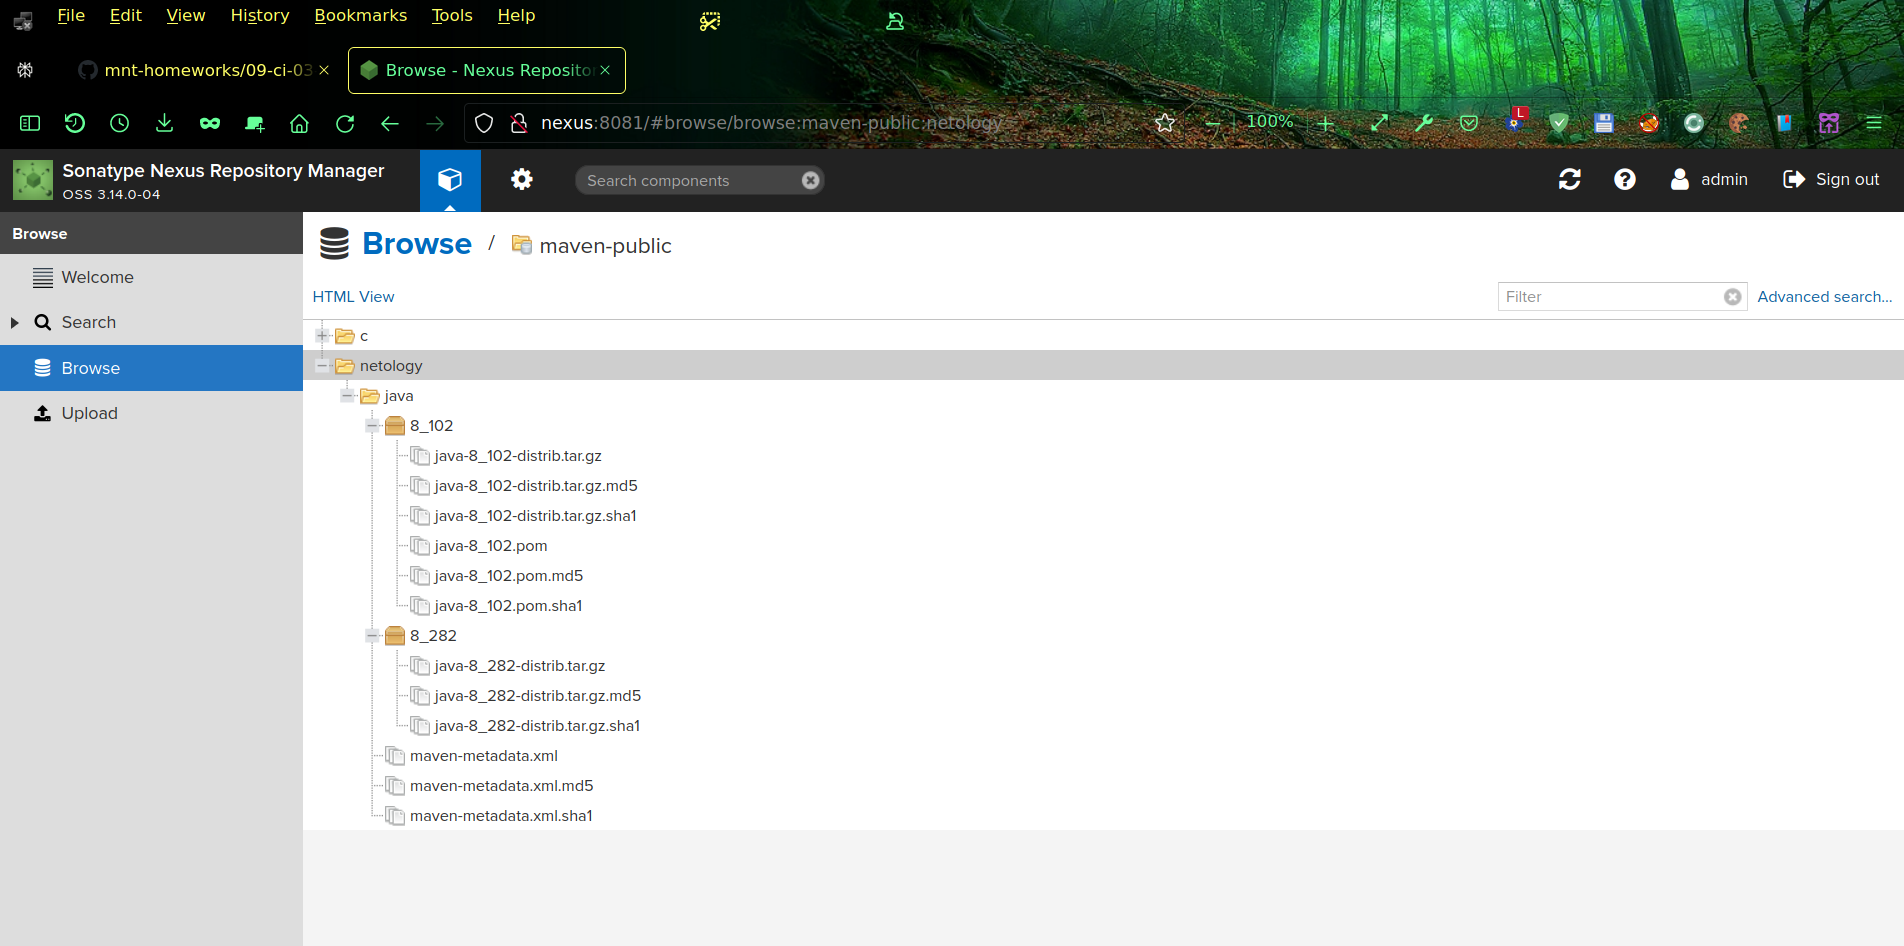 File Edit View History Bookmarks Tools Help
mnt-homeworks/09-ci-03
Browse - Nexus Reposito
nexus:8081/#browse/browse:maven-public:netology
100%
L
Sonatype Nexus Repository Manager
OSS 3.14.0-04
Search components
admin
Sign out
Browse
Welcome
Search
Browse
Upload
Browse / maven-public
HTML View
Filter
Advanced search...
c
netology
java
8_102
java-8_102-distrib.tar.gz
java-8_102-distrib.tar.gz.md5
java-8_102-distrib.tar.gz.sha1
java-8_102.pom
java-8_102.pom.md5
java-8_102.pom.sha1
8_282
java-8_282-distrib.tar.gz
java-8_282-distrib.tar.gz.md5
java-8_282-distrib.tar.gz.sha1
maven-metadata.xml
maven-metadata.xml.md5
maven-metadata.xml.sha1